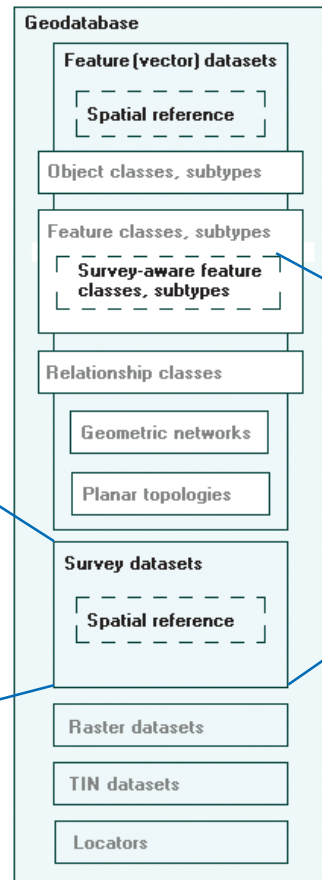 Geodatabase
Feature (vector) datasets
Spatial reference
Object classes, subtypes
Feature classes, subtypes
Survey-aware feature
classes, subtypes
Relationship classes
Geometric networks
Planar topologies
Survey datasets
Spatial reference
Raster datasets
TIN datasets
Locators